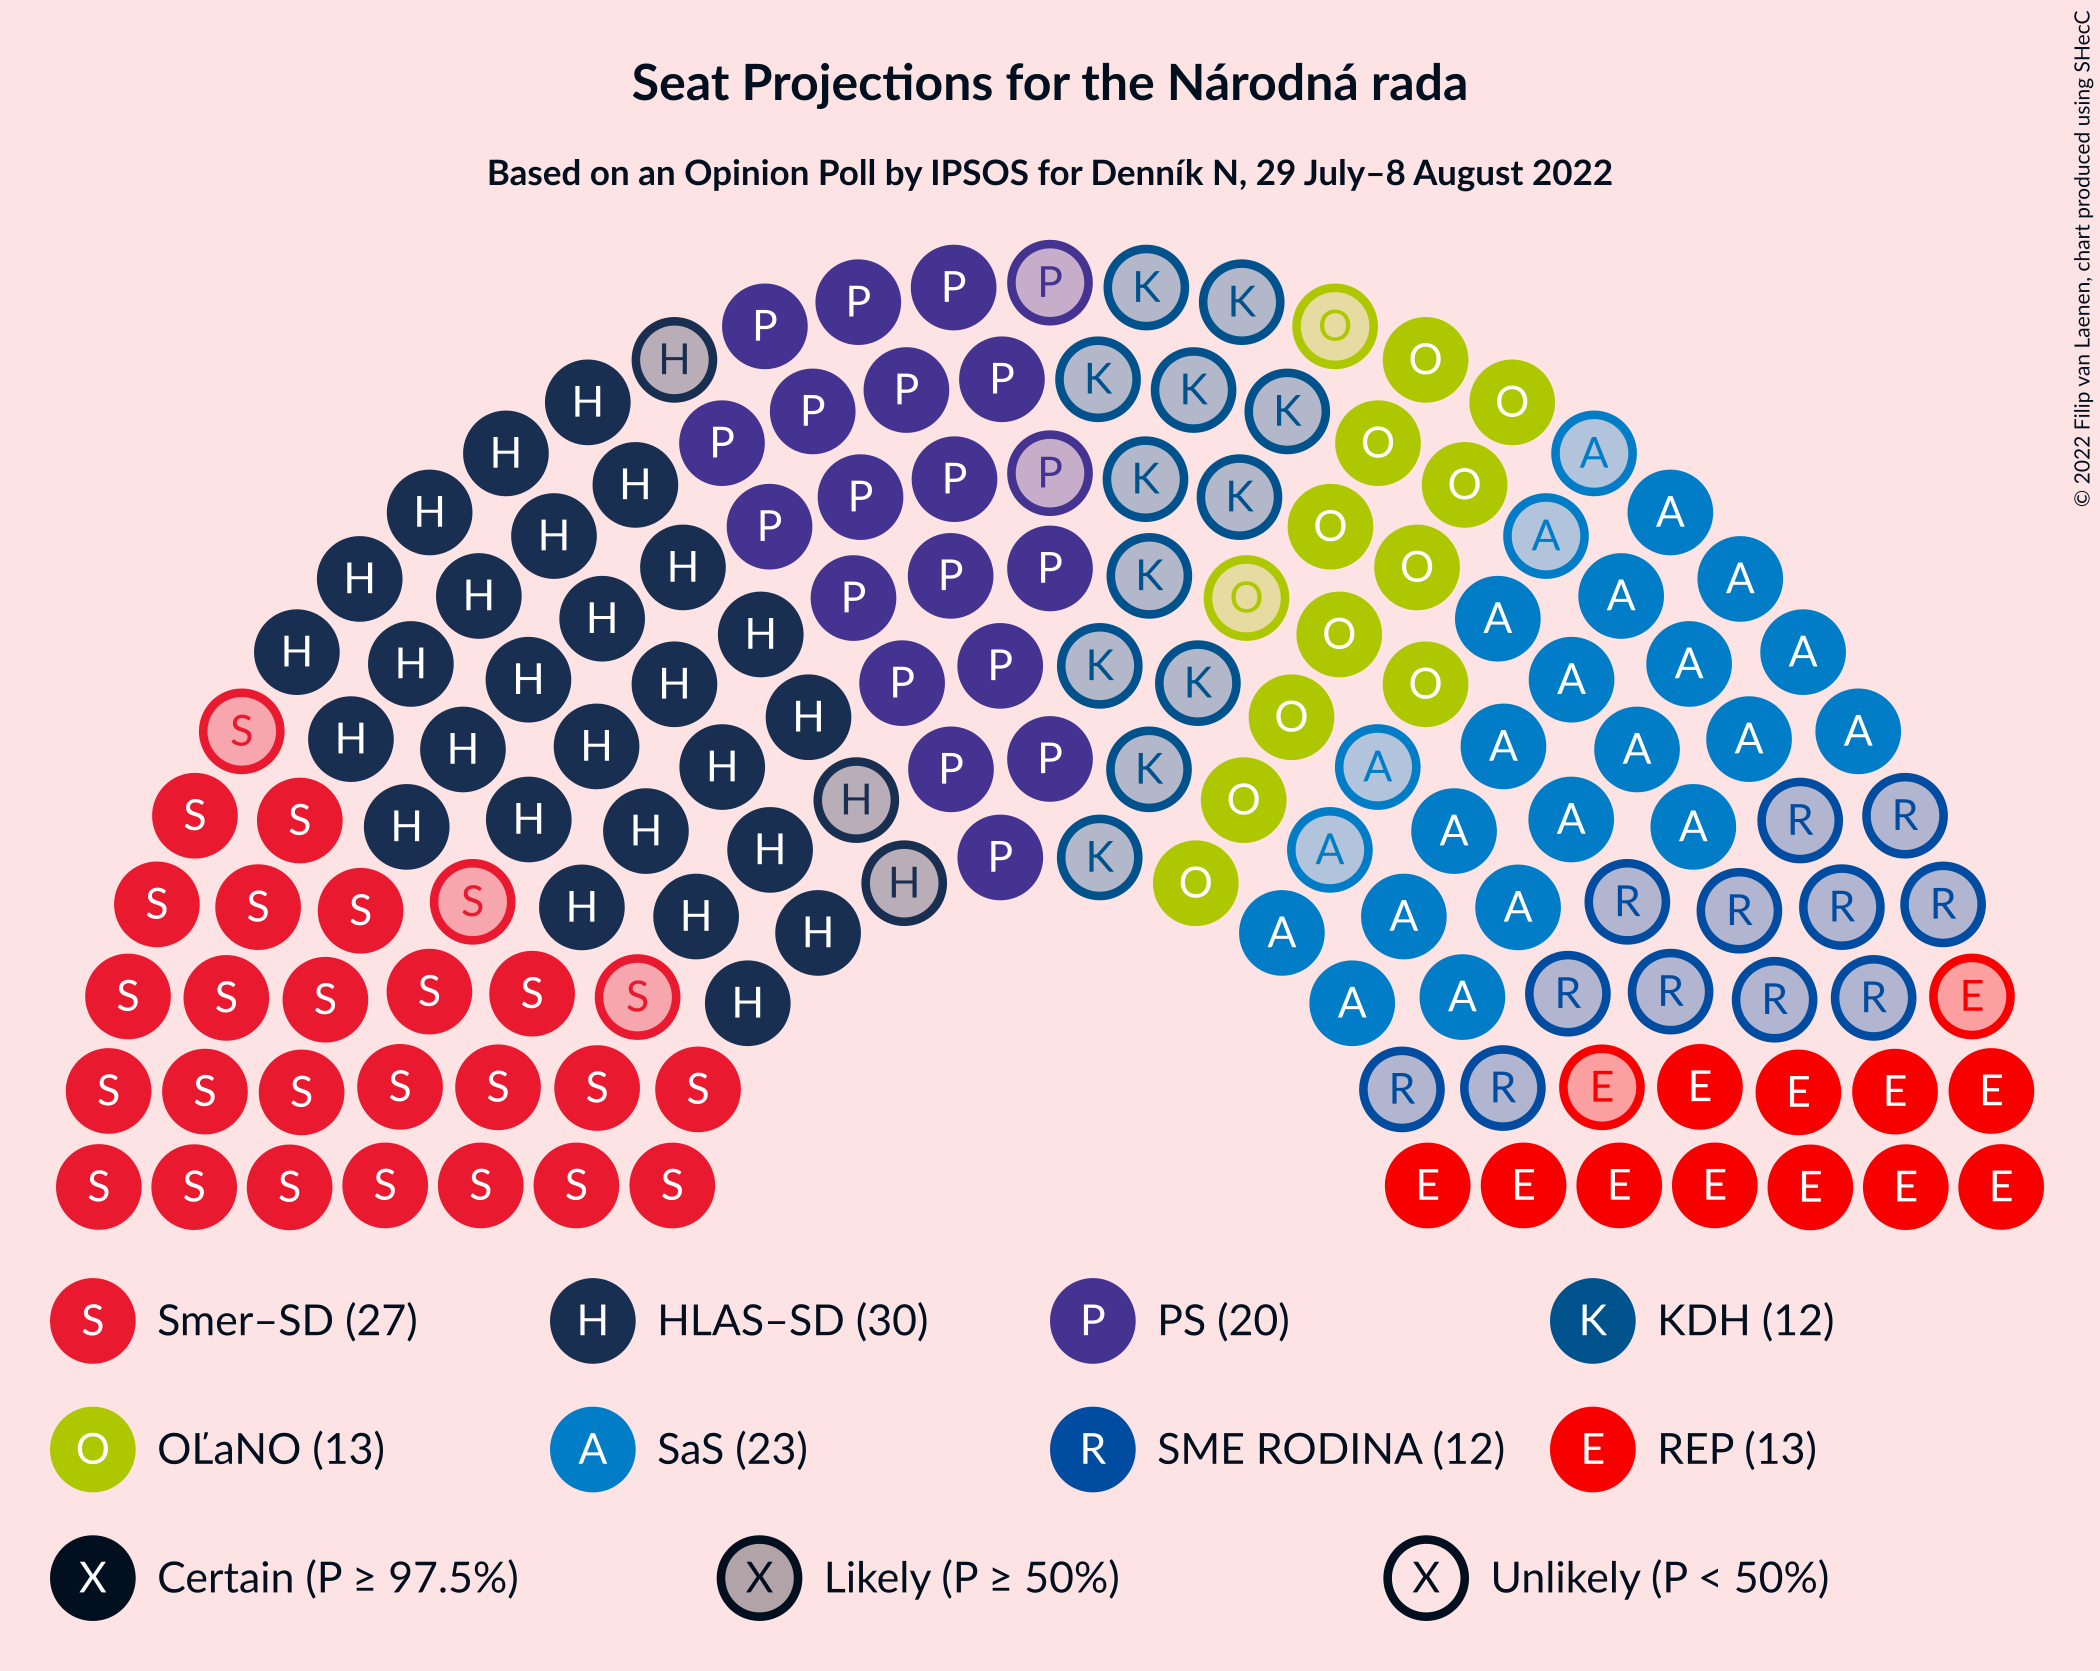 Seat Projections for the Národná rada
Based on an Opinion Poll by IPSOS for Denník N, 29 July–8 August 2022
© 2022 Filip van Laenen, chart produced using SHecC
P P P P K K O
H O O
H P P P K K K A
H O O
H H P P P P K K A A
H O O
H H H P P P K O A A
H H H O A
H H H P P K K O A A
S H H H O A A
H H H H P P K A A A A
S S H H H H O A A A R R
H P K O A
S S S S H H H H A A A R R R R
S S S S S S H A A R R R R E
S S S S S S S R R E E E E E
S S S S S S S E E E E E E E
S Smer–SD (27) H HLAS–SD (30) P PS (20) K KDH (12)
O OĽaNO (13) A SaS (23) R SME RODINA (12) E REP (13)
X Certain (P ≥ 97.5%) X Likely (P ≥ 50%) X Unlikely (P < 50%)